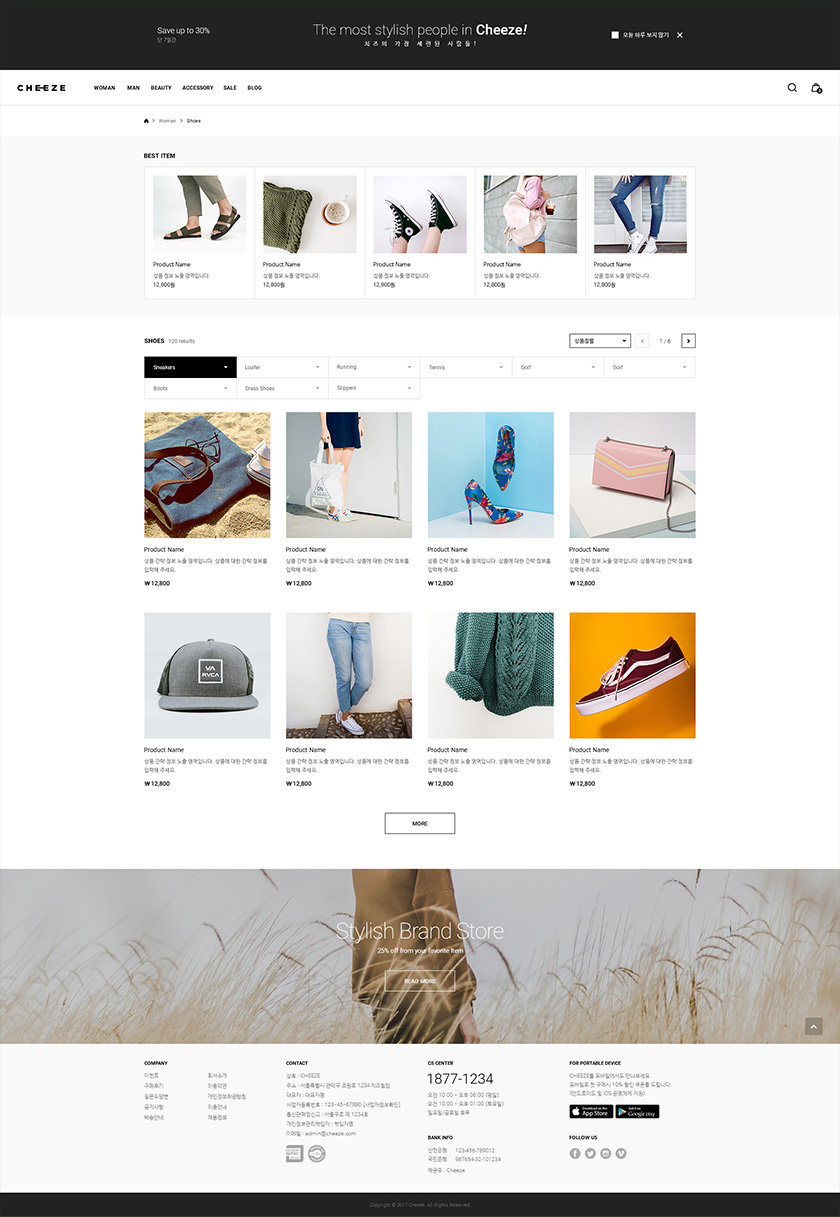 Save up to 30%
단 7일간
The most stylish people in Cheeze!
치즈의 가장 세련된 사람들!
오늘 하루 보지 않기
CHEEZE
WOMAN MAN BEAUTY ACCESSORY SALE BLOG
> Woman > Shoes
BEST ITEM
Product Name
상품 정보 노출 영역입니다.
12,800원
Product Name
상품 정보 노출 영역입니다.
12,800원
Product Name
상품 정보 노출 영역입니다.
12,800원
Product Name
상품 정보 노출 영역입니다.
12,800원
Product Name
상품 정보 노출 영역입니다.
12,800원
SHOES 120 results
상품정렬
1 / 6
Sneakers Loafer Running Tennis Golf Golf
Boots Dress Shoes Slippers
Product Name
상품 간략 정보 노출 영역입니다. 상품에 대한 간략 정보를
입력해 주세요.
₩ 12,800
Product Name
상품 간략 정보 노출 영역입니다. 상품에 대한 간략 정보를
입력해 주세요.
₩ 12,800
Product Name
상품 간략 정보 노출 영역입니다. 상품에 대한 간략 정보를
입력해 주세요.
₩ 12,800
Product Name
상품 간략 정보 노출 영역입니다. 상품에 대한 간략 정보를
입력해 주세요.
₩ 12,800
VA
RVCA
Product Name
상품 간략 정보 노출 영역입니다. 상품에 대한 간략 정보를
입력해 주세요.
₩ 12,800
Product Name
상품 간략 정보 노출 영역입니다. 상품에 대한 간략 정보를
입력해 주세요.
₩ 12,800
Product Name
상품 간략 정보 노출 영역입니다. 상품에 대한 간략 정보를
입력해 주세요.
₩ 12,800
Product Name
상품 간략 정보 노출 영역입니다. 상품에 대한 간략 정보를
입력해 주세요.
₩ 12,800
MORE
Stylish Brand Store
25% off from your favorite Item
READ MORE
COMPANY
이벤트 회사소개
구매후기 이용약관
질문&답변 개인정보취급방침
공지사항 이용안내
배송안내 제휴정보
CONTACT
상호 : CHEEZE
주소 : 서울특별시 관악구 조원로 1234 치즈빌딩
대표자 : 대표자명
사업자등록번호 : 123-45-67890 [사업자정보확인]
통신판매업신고 : 서울구로 제 1234호
개인정보관리책임자 : 책임자명
이메일 : admin@cheeze.com
CS CENTER
1877-1234
오전 10:00 ~ 오후 06:00 (평일)
오전 10:00 ~ 오후 01:00 (토요일)
일요일/공휴일 휴무
BANK INFO
신한은행 123-456-789012
국민은행 987654-32-101234
예금주 : Cheeze
FOR PORTABLE DEVICE
CHEEZE를 모바일에서도 만나보세요.
모바일로 첫 구매시 10% 할인 쿠폰를 드립니다.
(안드로이드 및 iOS 운영체제 지원)
Download on the
App Store
Get it on
Google play
FOLLOW US
Copyright © 2017 Cheeze. All Rights Reserved.